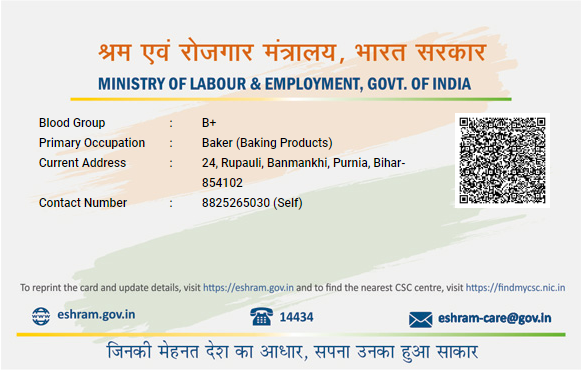 श्रम एवं रोजगार मंत्रालय, भारत सरकार
MINISTRY OF LABOUR & EMPLOYMENT, GOVT. OF INDIA
Blood Group : B+
Primary Occupation : Baker (Baking Products)
Current Address : 24, Rupauli, Banmankhi, Purnia, Bihar-
854102
Contact Number : 8825265030 (Self)
To reprint the card and update details, visit https://eshram.gov.in and to find the nearest CSC centre, visit https://findmycsc.nic.in
eshram.gov.in 14434 eshram-care@gov.in
जिनकी मेहनत देश का आधार, सपना उनका हुआ साकार